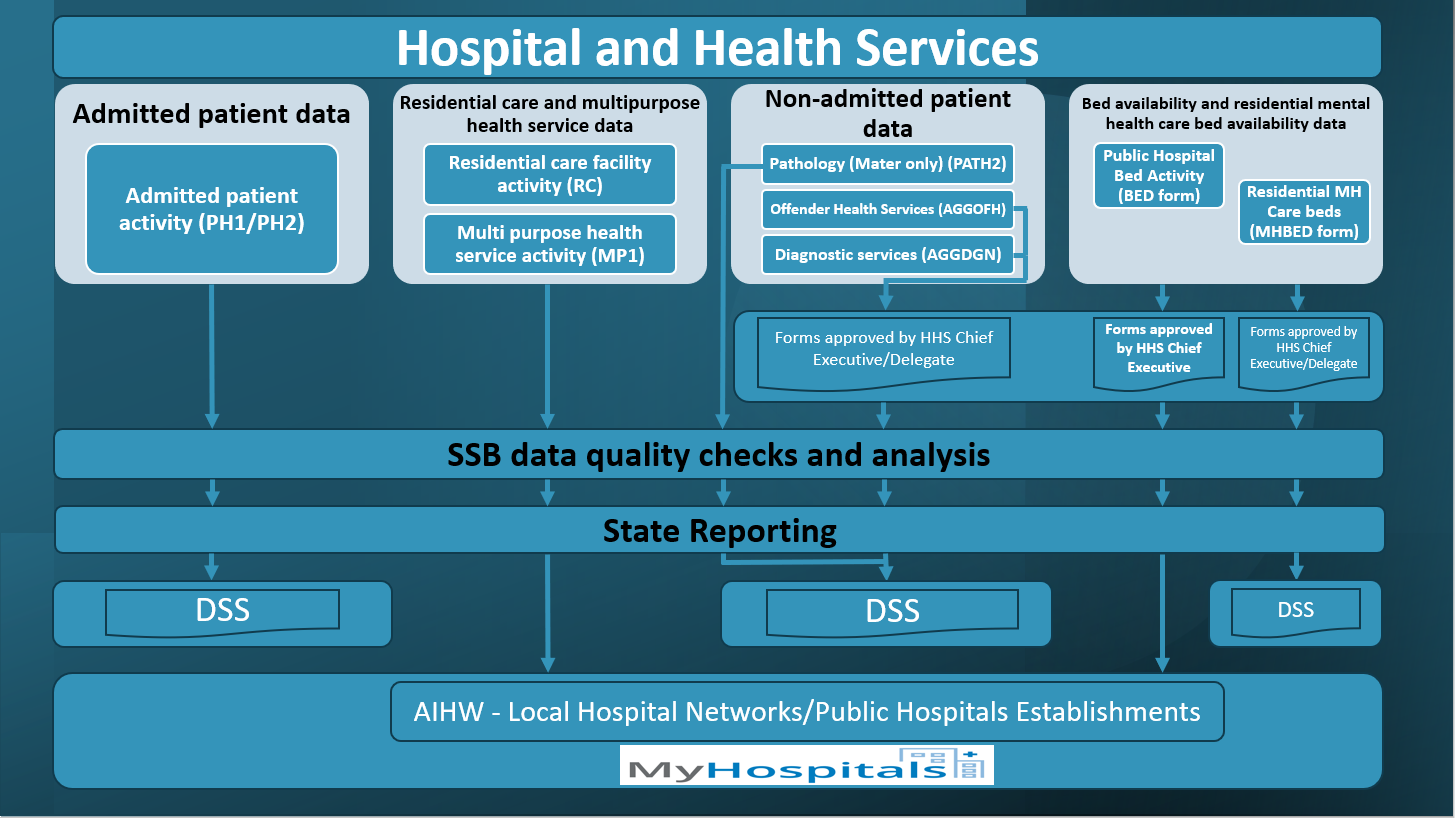 Hospital and Health Services
Admitted patient data
Admitted patient
activity (PH1/PH2)
Residential care and multipurpose
health service data
Residential care facility
activity (RC)
Multi purpose health
service activity (MP1)
Non-admitted patient
data
Pathology (Mater only) (PATH2)
Offender Health Services (AGGOFH)
Diagnostic services (AGGDGN)
Bed availability and residential mental
health care bed availability data
Public Hospital
Bed Activity
(BED form)
Residential MH
Care beds
(MHBED form)
Forms approved by HHS Chief
Executive/Delegate
Forms approved
by HHS Chief
Executive
Forms approved by
HHS Chief
Executive/Delegate
SSB data quality checks and analysis
State Reporting
DSS
DSS
DSS
AIHW - Local Hospital Networks/Public Hospitals Establishments
MyHospitals